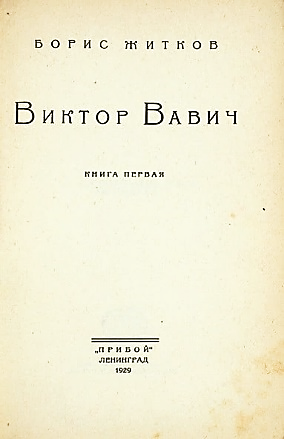 БОРИС ЖИТКОВ
ВИКТОР ВАВИЧ
КНИГА ПЕРВАЯ
„ПРИБОЙ“
ЛЕНИНГРАД
1929